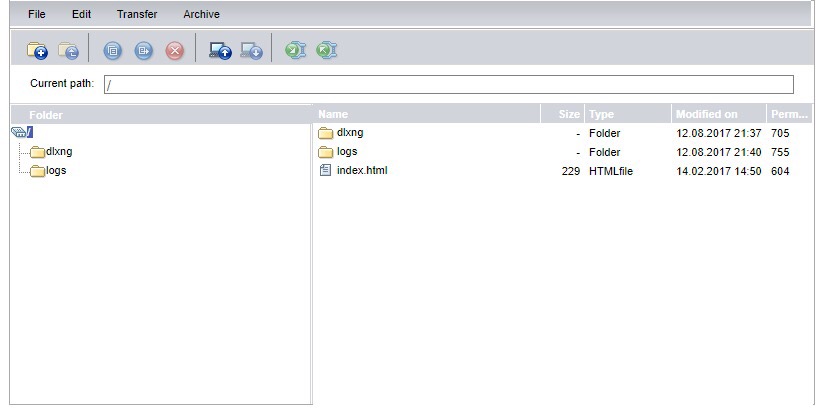 File Edit Transfer Archive
Current path: /
Folder
/
dlxng
logs
Name Size Type Modified on Perm...
dlxng - Folder 12.08.2017 21:37 705
logs - Folder 12.08.2017 21:40 755
index.html 229 HTMLfile 14.02.2017 14:50 604